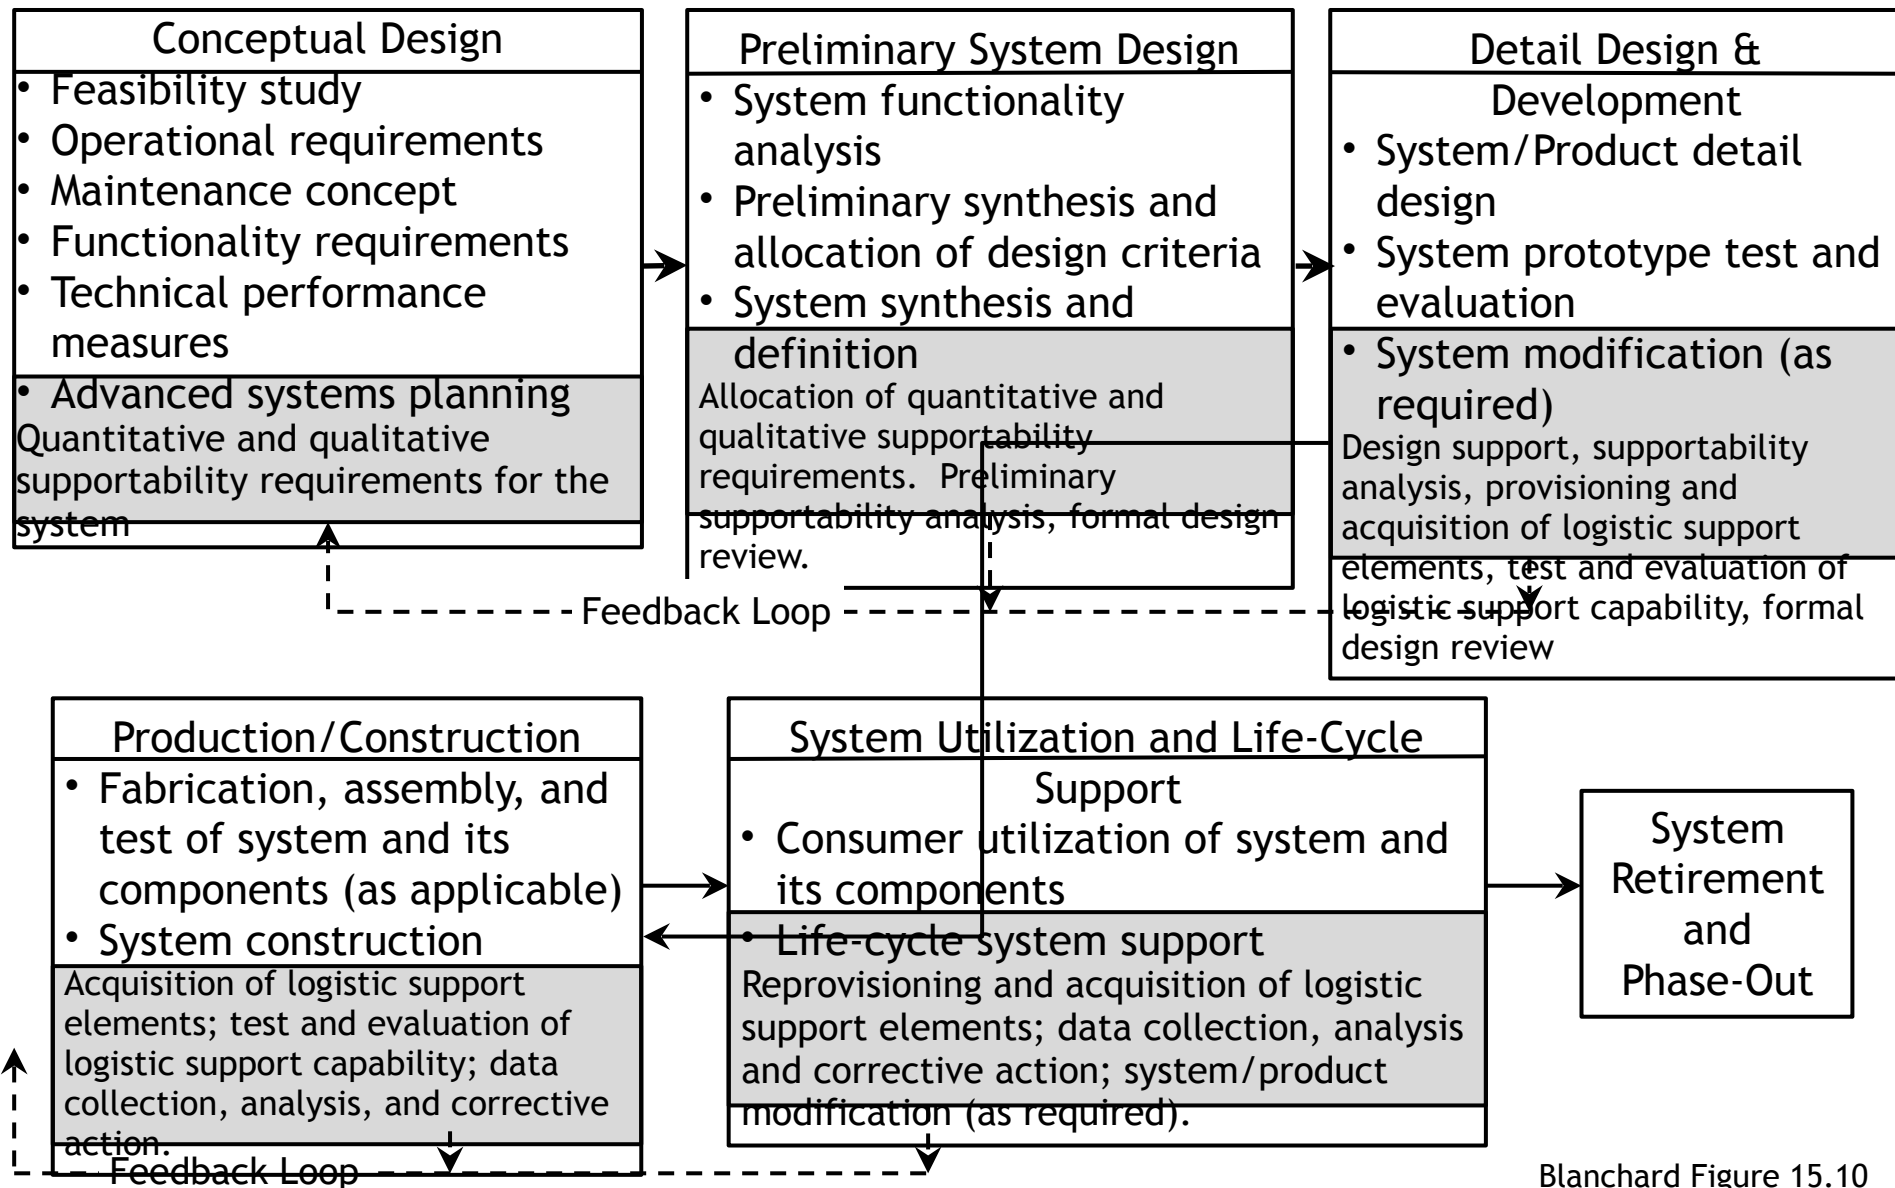 Conceptual Design
• Feasibility study
• Operational requirements
• Maintenance concept
• Functionality requirements
• Technical performance
measures
• Advanced systems planning
Quantitative and qualitative
supportability requirements for the
system
Preliminary System Design
• System functionality
analysis
• Preliminary synthesis and
allocation of design criteria
• System synthesis and
definition
Allocation of quantitative and
qualitative supportability
requirements. Preliminary
supportability analysis, formal design
review.
Detail Design &
Development
• System/Product detail
design
• System prototype test and
evaluation
• System modification (as
required)
Design support, supportability
analysis, provisioning and
acquisition of logistic support
elements, test and evaluation of
logistic support capability, formal
design review
Feedback Loop
Production/Construction
• Fabrication, assembly, and
test of system and its
components (as applicable)
• System construction
Acquisition of logistic support
elements; test and evaluation of
logistic support capability; data
collection, analysis, and corrective
action.
Feedback Loop
System Utilization and Life-Cycle
Support
• Consumer utilization of system and
its components
• Life-cycle system support
Reprovisioning and acquisition of logistic
support elements; data collection, analysis
and corrective action; system/product
modification (as required).
System
Retirement
and
Phase-Out
Blanchard Figure 15.10